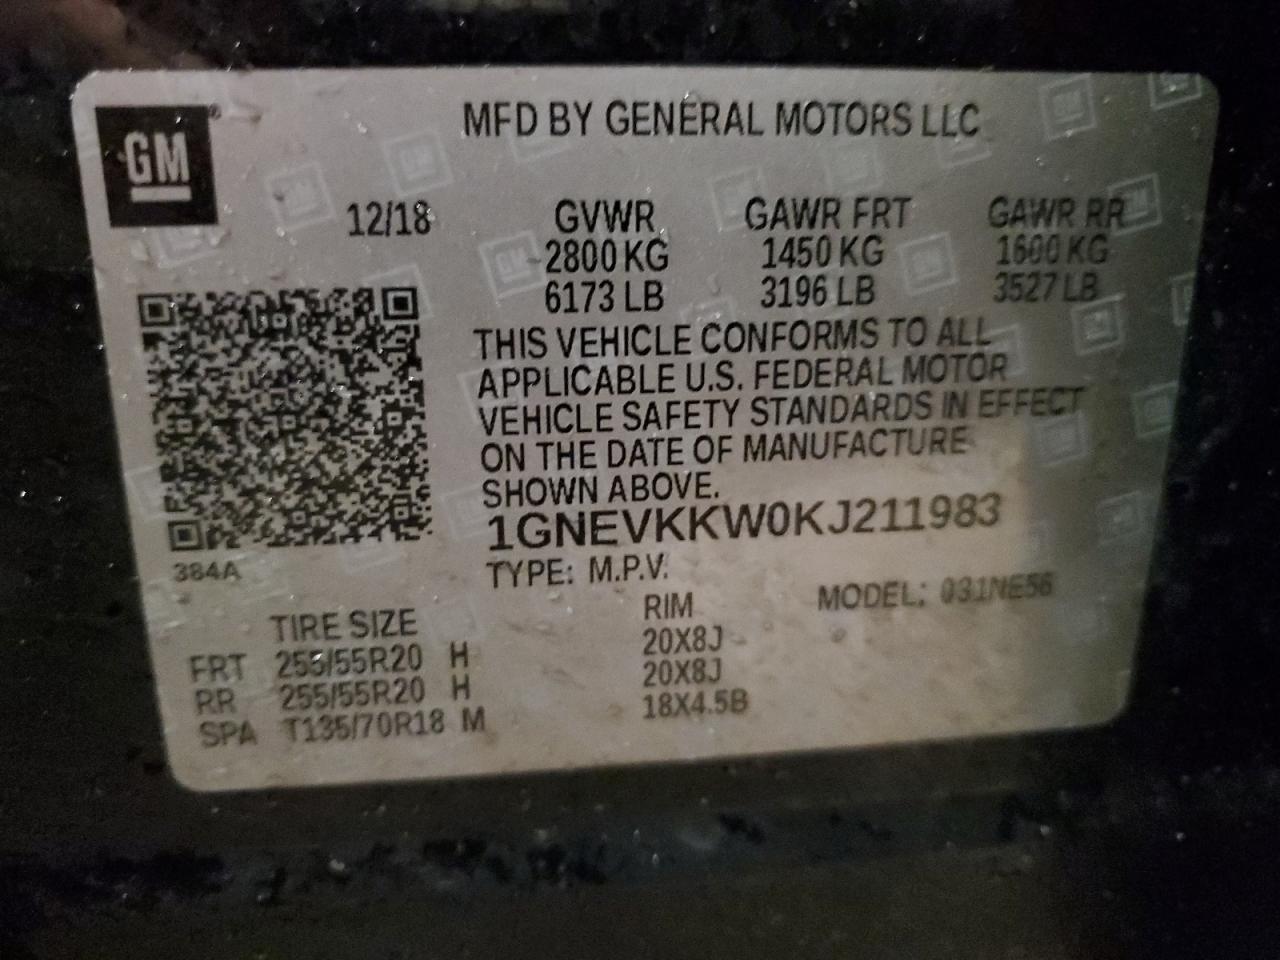 GM
MFD BY GENERAL MOTORS LLC
12/18 GVWR GAWR FRT GAWR RR
2800 KG 1450 KG 1600 KG
6173 LB 3196 LB 3527 LB
THIS VEHICLE CONFORMS TO ALL
APPLICABLE U.S. FEDERAL MOTOR
VEHICLE SAFETY STANDARDS IN EFFECT
ON THE DATE OF MANUFACTURE
SHOWN ABOVE.
1GNEVKKW0KJ211983
384A
TYPE: M.P.V. MODEL: 031NE56
TIRE SIZE RIM
FRT 255/55R20 H 20X8J
RR 255/55R20 H 20X8J
SPA T135/70R18 M 18X4.5B